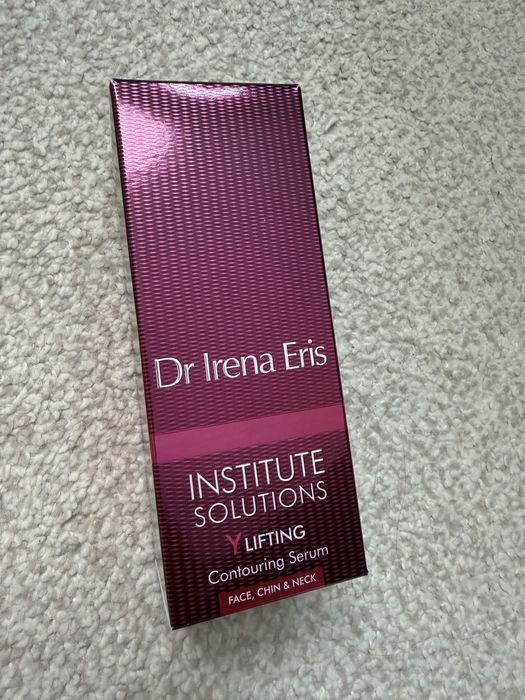 Dr Irena Eris
INSTITUTE
SOLUTIONS
Y LIFTING
Contouring Serum
FACE, CHIN & NECK